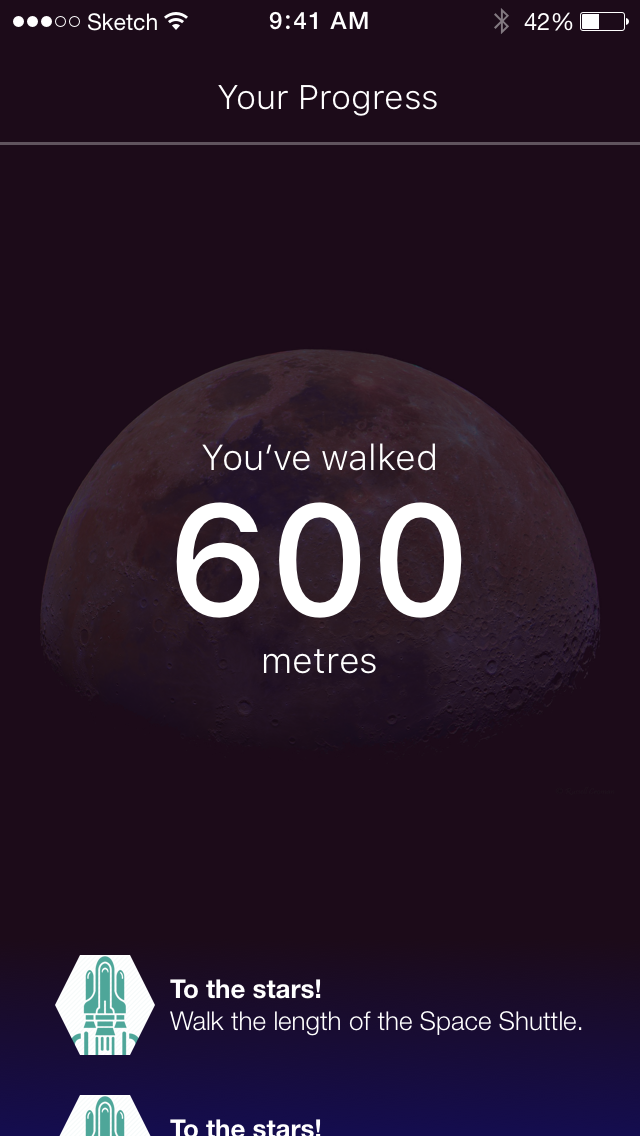 Sketch 9:41 AM 42%
Your Progress
You’ve walked
600
metres
To the stars!
Walk the length of the Space Shuttle.
To the stars!